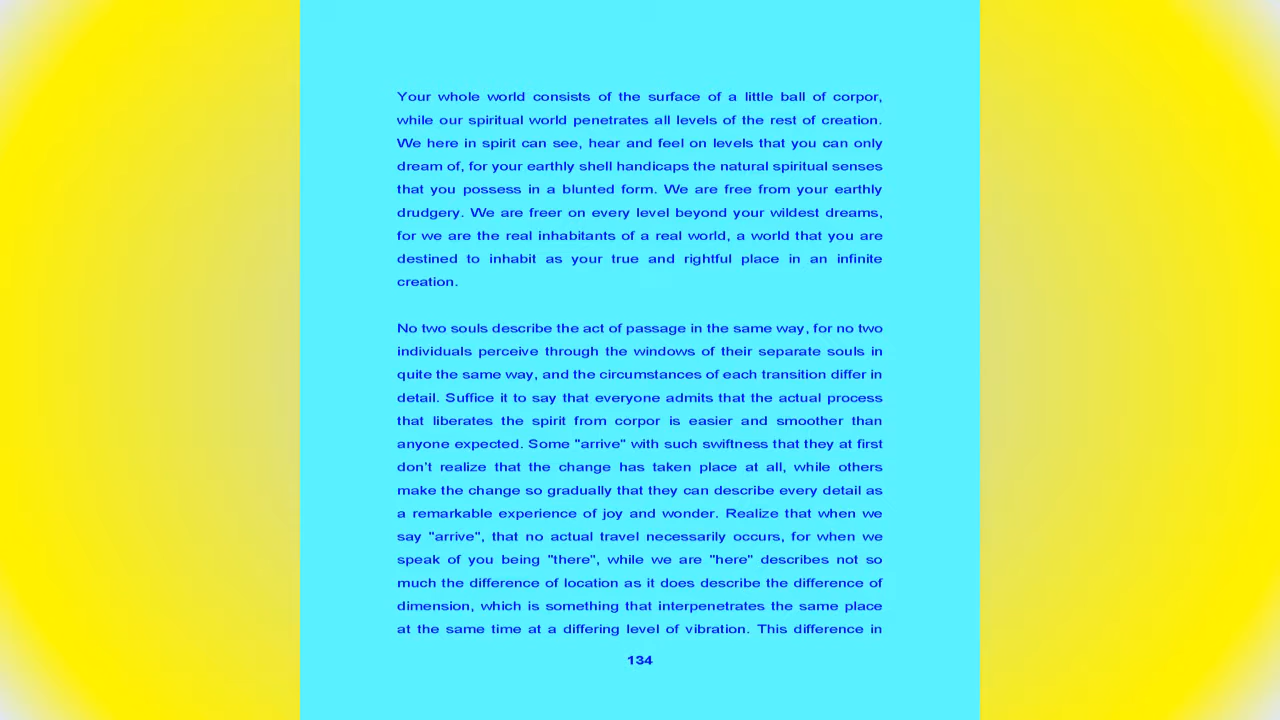 Your whole world consists of the surface of a little ball of corpor,
while our spiritual world penetrates all levels of the rest of creation.
We here in spirit can see, hear and feel on levels that you can only
dream of, for your earthly shell handicaps the natural spiritual senses
that you possess in a blunted form. We are free from your earthly
drudgery. We are freer on every level beyond your wildest dreams,
for we are the real inhabitants of a real world, a world that you are
destined to inhabit as your true and rightful place in an infinite
creation.
No two souls describe the act of passage in the same way, for no two
individuals perceive through the windows of their separate souls in
quite the same way, and the circumstances of each transition differ in
detail. Suffice it to say that everyone admits that the actual process
that liberates the spirit from corpor is easier and smoother than
anyone expected. Some "arrive" with such swiftness that they at first
don't realize that the change has taken place at all, while others
make the change so gradually that they can describe every detail as
a remarkable experience of joy and wonder. Realize that when we
say "arrive", that no actual travel necessarily occurs, for when we
speak of you being "there", while we are "here" describes not so
much the difference of location as it does describe the difference of
dimension, which is something that interpenetrates the same place
at the same time at a differing level of vibration. This difference in
134